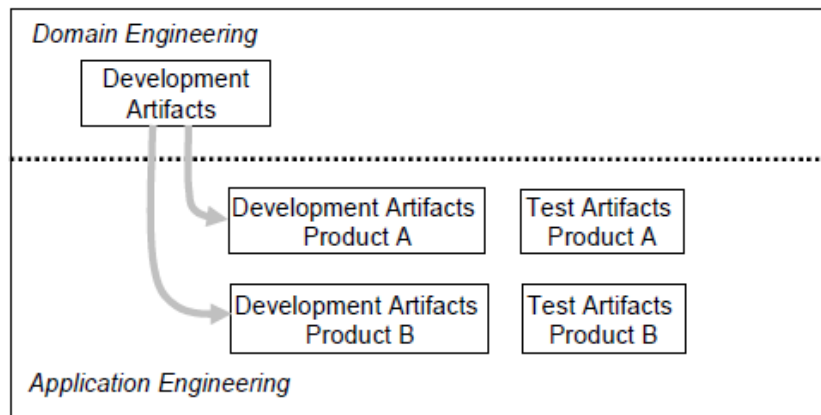 Domain Engineering
Development
Artifacts
Development Artifacts
Product A
Test Artifacts
Product A
Development Artifacts
Product B
Test Artifacts
Product B
Application Engineering